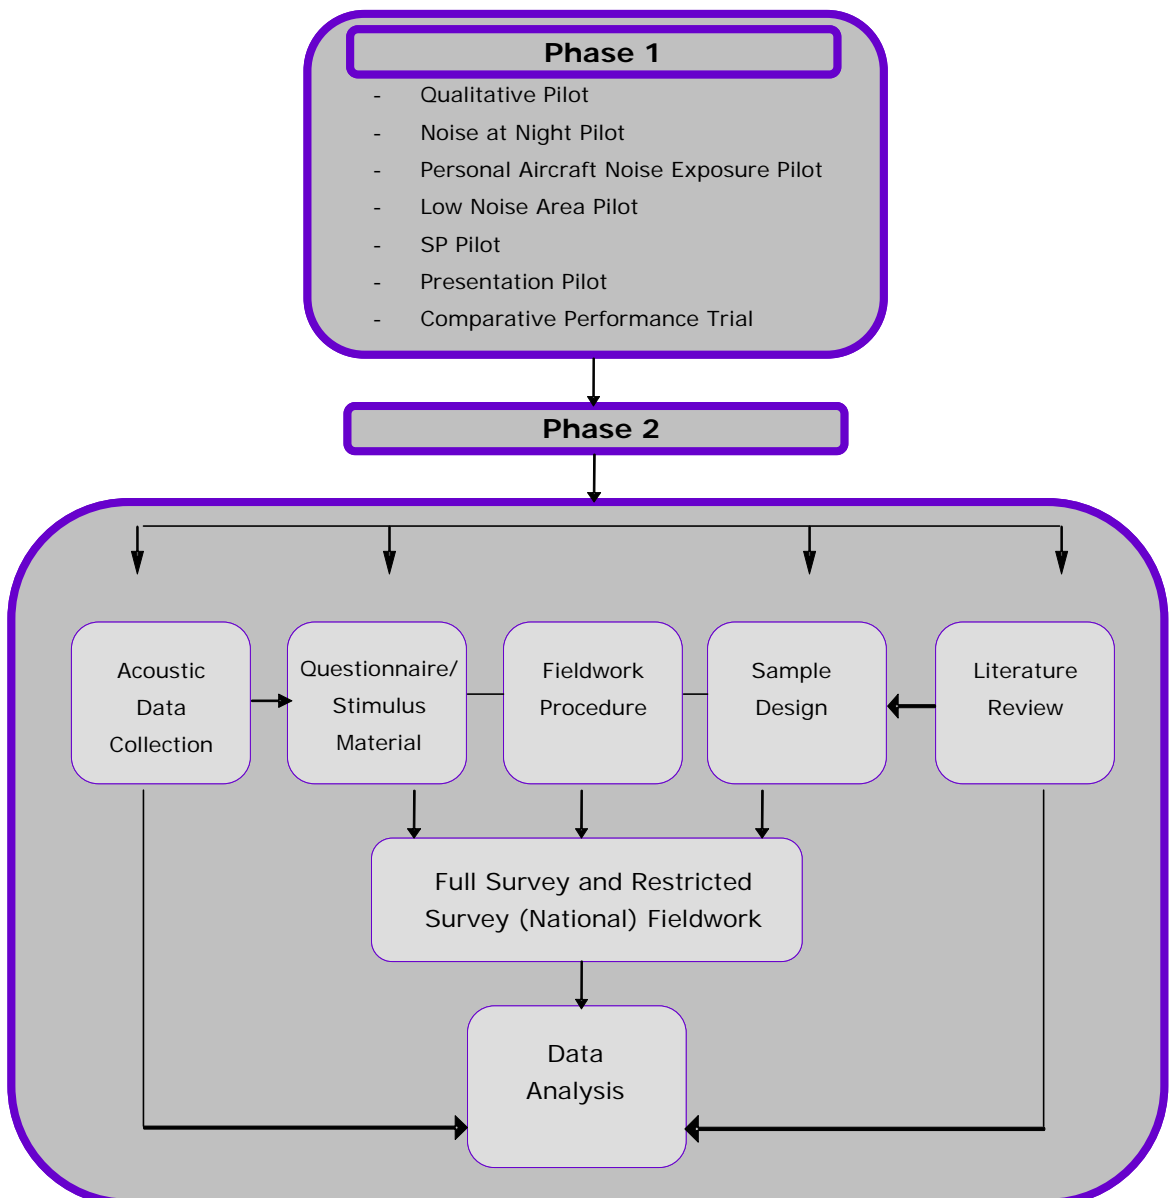 Phase 1
- Qualitative Pilot
- Noise at Night Pilot
- Personal Aircraft Noise Exposure Pilot
- Low Noise Area Pilot
- SP Pilot
- Presentation Pilot
- Comparative Performance Trial
Phase 2
Acoustic
Data
Collection
Questionnaire/
Stimulus
Material
Fieldwork
Procedure
Sample
Design
Literature
Review
Full Survey and Restricted
Survey (National) Fieldwork
Data
Analysis